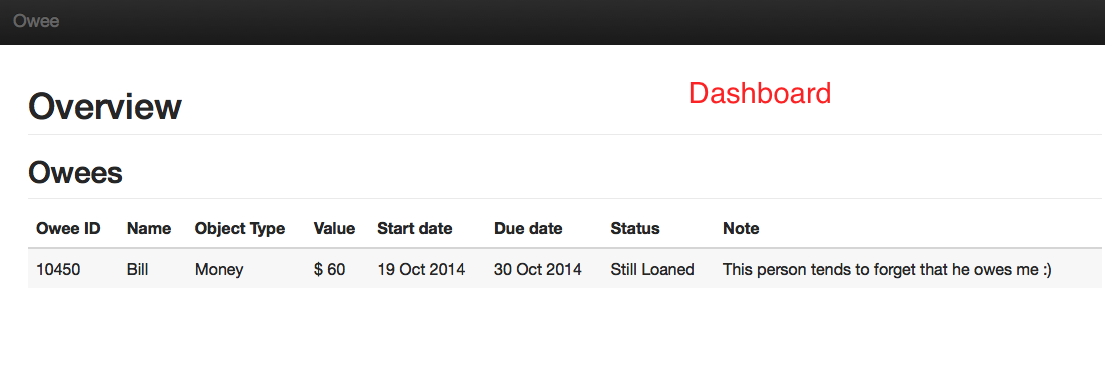 Owee
Overview
Dashboard
Owees
Owee ID Name Object Type Value Start date Due date Status Note
10450 Bill Money $ 60 19 Oct 2014 30 Oct 2014 Still Loaned This person tends to forget that he owes me :)